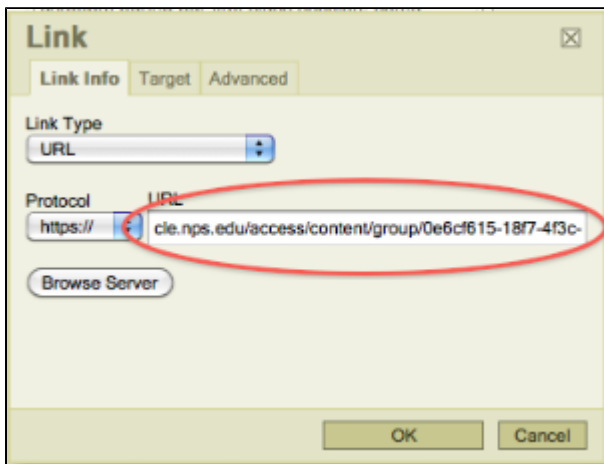 Link
Link Info Target Advanced
Link Type
URL
Protocol URL
https:// cle.nps.edu/access/content/group/0e6cf615-18f7-4f3c-
Browse Server
OK Cancel